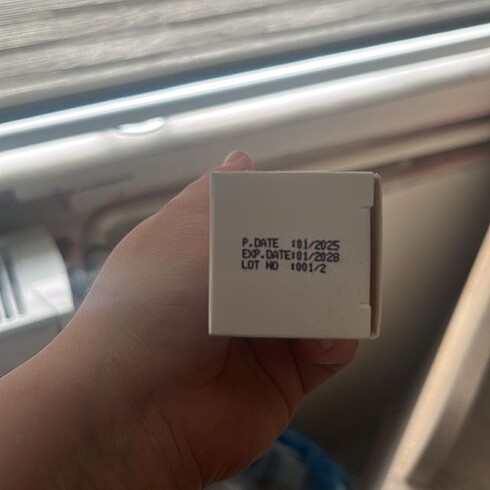 P.DATE :01/2025
EXP.DATE:01/2028
LOT NO :001/2